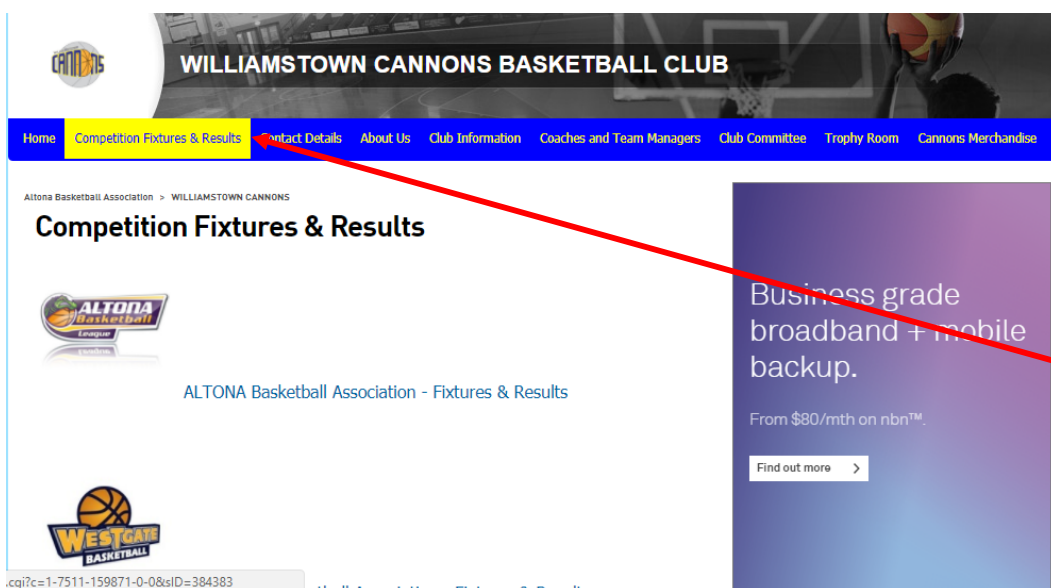 CANNONS
WILLIAMSTOWN CANNONS BASKETBALL CLUB
Home Competition Fixtures & Results Contact Details About Us Club Information Coaches and Team Managers Club Committee Trophy Room Cannons Merchandise
Altona Basketball Association > WILLIAMSTOWN CANNONS
Competition Fixtures & Results
ALTONA
Basketball
League
ALTONA Basketball Association - Fixtures & Results
WESTGATE
BASKETBALL
.cgi?c=1-7511-159871-0-0&sID=384383
Business grade
broadband + mobile
backup.
From $80/mth on nbn™.
Find out more >